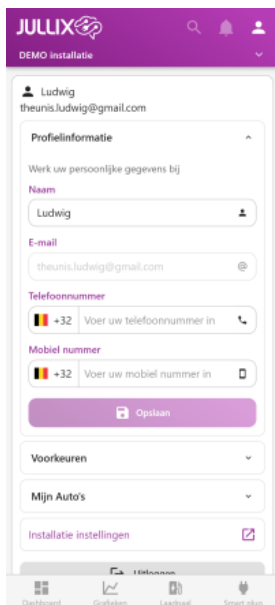 JULLIX
DEMO installatie
Ludwig
theunis.ludwig@gmail.com
Profielinformatie
Werk uw persoonlijke gegevens bij
Naam
Ludwig
E-mail
theunis.ludwig@gmail.com
@
Telefoonnummer
+32 Voer uw telefoonnummer in
Mobiel nummer
+32 Voer uw mobiel nummer in
Opslaan
Voorkeuren
Mijn Auto's
Installatie instellingen
Uitloggen
Dashboard Grafieken Laadpaal Smart plug